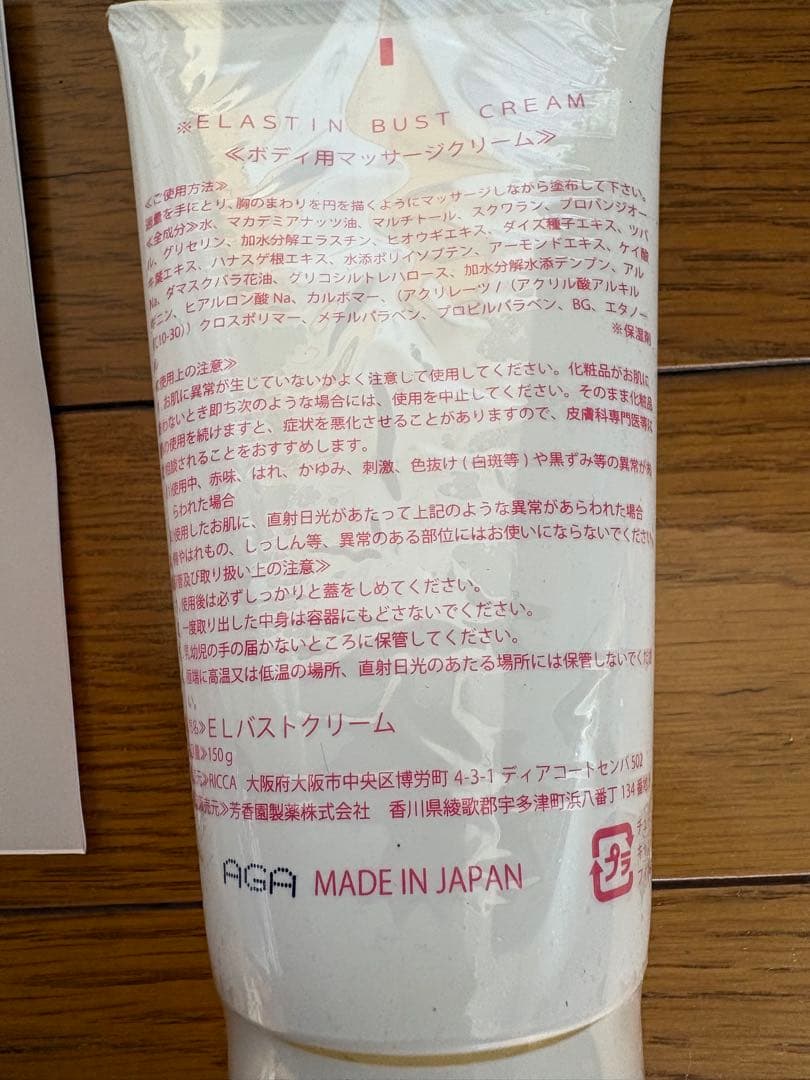 ※ELASTIN BUST CREAM
≪ボディ用マッサージクリーム≫
≪ご使用方法≫
適量を手にとり、胸のまわりを円を描くようにマッサージしながら塗布して下さい。
≪全成分≫水、マカデミアナッツ油、マルチトール、スクワラン、プロパンジオー
ル、グリセリン、加水分解エラスチン、ヒオウギエキス、ダイズ種子エキス、ツバ
キ葉エキス、ハナスゲ根エキス、水添ポリイソブテン、アーモンドエキス、ケイ酸
Na、ダマスクバラ花油、グリコシルトレハロース、加水分解水添デンプン、アル
ギニン、ヒアルロン酸Na、カルボマー、（アクリレーツ/（アクリル酸アルキル
(C10-30)）クロスポリマー、メチルパラベン、プロピルパラベン、BG、エタノー
※保湿剤
使用上の注意≫
お肌に異常が生じていないかよく注意して使用してください。化粧品がお肌に
わないとき即ち次のような場合には、使用を中止してください。そのまま化粧品
の使用を続けますと、症状を悪化させることがありますので、皮膚科専門医等に
相談されることをおすすめします。
使用中、赤味、はれ、かゆみ、刺激、色抜け(白斑等)や黒ずみ等の異常があ
らわれた場合
使用したお肌に、直射日光があたって上記のような異常があらわれた場合
傷やはれもの、しっしん等、異常のある部位にはお使いにならないでください
管及び取り扱い上の注意≫
使用後は必ずしっかりと蓋をしめてください。
一度取り出した中身は容器にもどさないでください。
乳幼児の手の届かないところに保管してください。
極端に高温又は低温の場所、直射日光のあたる場所には保管しないでくだ
い。
名≫ELバストクリーム
量≫150g
元≫RICCA 大阪府大阪市中央区博労町 4-3-1 ディアコートセンバ 502
元≫芳香園製薬株式会社 香川県綾歌郡宇多津町浜八番丁 134番地
プラ
AGA MADE IN JAPAN